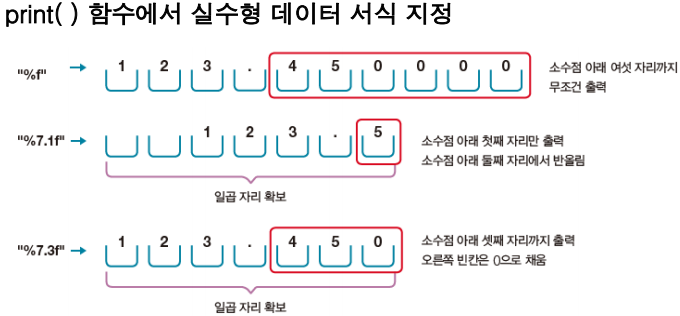 print( ) 함수에서 실수형 데이터 서식 지정
"%f" → 1 2 3 . 4 5 0 0 0 0
소수점 아래 여섯 자리까지
무조건 출력
"%7.1f" → 1 2 3 . 5
소수점 아래 첫째 자리만 출력
소수점 아래 둘째 자리에서 반올림
일곱 자리 확보
"%7.3f" → 1 2 3 . 4 5 0
소수점 아래 셋째 자리까지 출력
오른쪽 빈칸은 0으로 채움
일곱 자리 확보